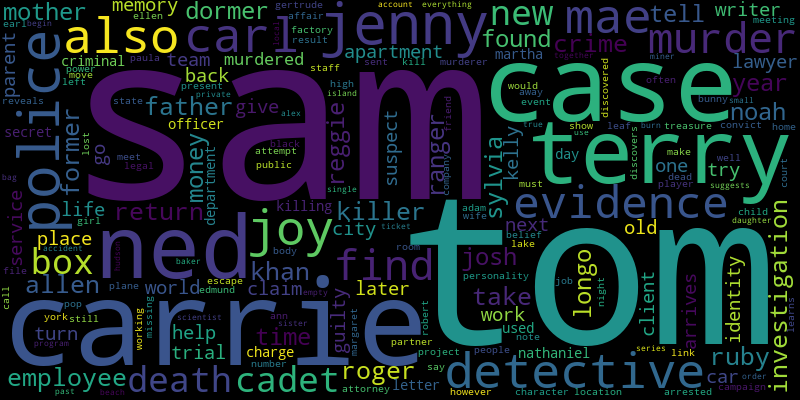 mother
memory
ellen
dormer
gertrude
affair
jenny
new
mae
tell
writer
meeting
account
everything
earl
begin
also
carl
factory
result
found
crime
murder
parent
police
criminal
team
murdered
apartment
staff
sent
kill
murderer
martha
lawyer
power
paula
move
left
back
present
private
high
island
sam
case
discovered
year
together
miner
often
away
event
bunny
small
noah
former
father
give
reggie
suspect
ranger
friend
company
would
secret
state
alex
officer
black
attempt
public
terry
true
show
leaf
burn
treasure
convict
home
use
lost
go
money
department
meet
legal
single
sylvia
kelly
day
discovers
one
make
dead
player
suggests
try
well
court
service
bag
life
girl
return
killing
killer
adam
wife
must
evidence
child
daughter
place
ned
joy
city
ticket
tom
next
belief
lake
old
box
accident
body
room
file
hudson
baker
khan
find
josh
personality
longo
job
night
client
arrives
identity
investigation
learns
allen
plane
world
escape
edmund
claim
empty
later
take
work
used
note
call
pop
york
still
carrie
working
missing
scientist
ann
sister
time
guilty
margaret
robert
partner
project
people
nathaniel
series
link
ruby
turn
program
help
trial
charge
number
say
employee
past
death
cadet
roger
attorney
letter
detective
however
character
location
arrested
car
order
campaign